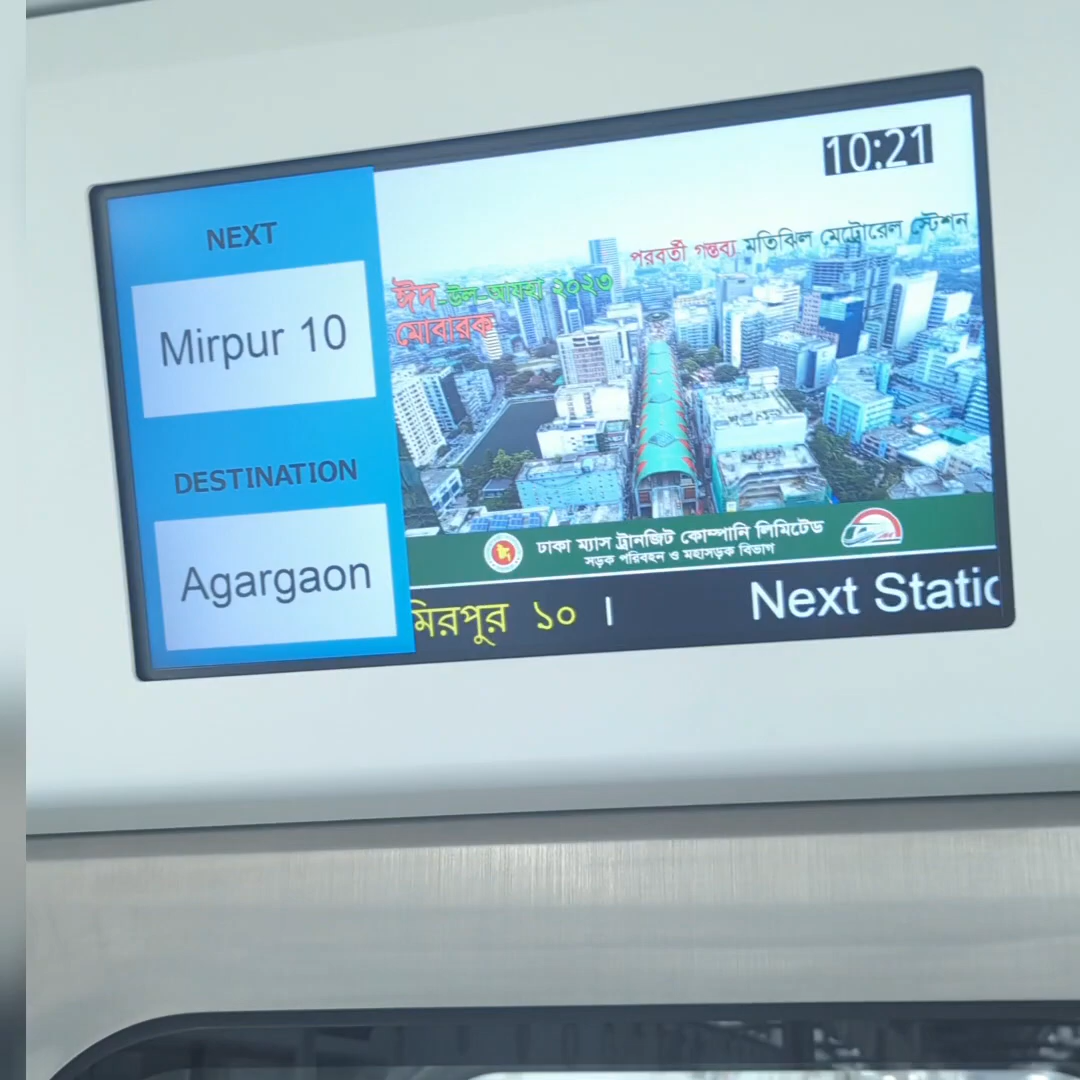 NEXT
Mirpur 10
DESTINATION
Agargaon
10:21
পরবর্তী গন্তব্য মতিঝিল মেট্রোরেল স্টেশন
ঈদ-উল-আযহা ২০২৩
মোবারক
ঢাকা ম্যাস ট্রানজিট কোম্পানি লিমিটেড
সড়ক পরিবহন ও মহাসড়ক বিভাগ
মিরপুর ১০ | Next Static